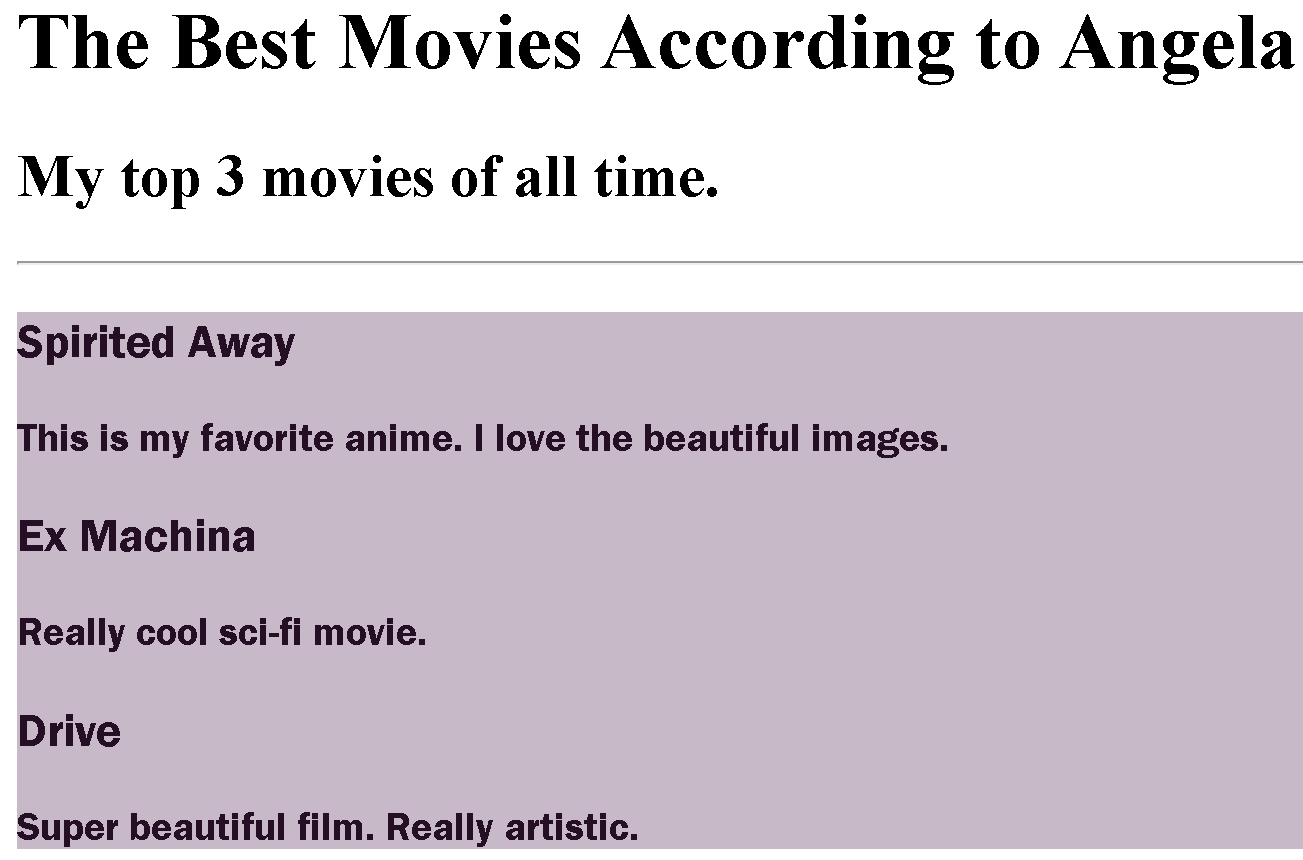 The Best Movies According to Angela
My top 3 movies of all time.
Spirited Away
This is my favorite anime. I love the beautiful images.
Ex Machina
Really cool sci-fi movie.
Drive
Super beautiful film. Really artistic.